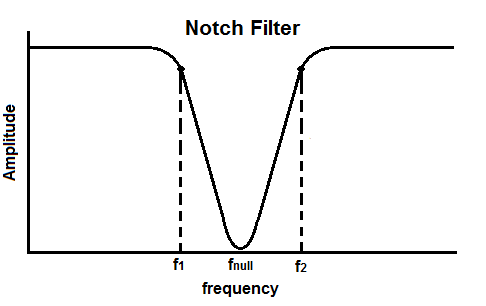 Notch Filter
Amplitude
f1 fnull f2
frequency